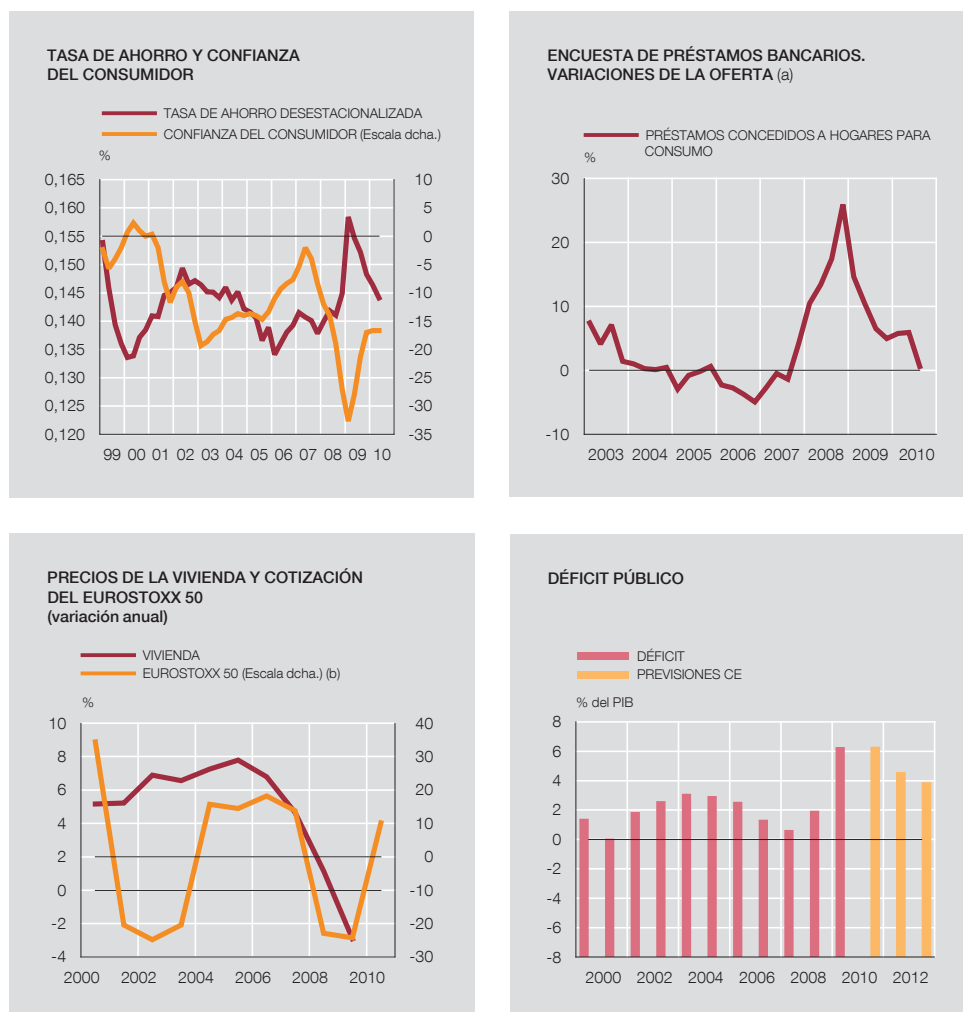 TASA DE AHORRO Y CONFIANZA
DEL CONSUMIDOR
TASA DE AHORRO DESESTACIONALIZADA
CONFIANZA DEL CONSUMIDOR (Escala dcha.)
%
0,165 10
0,160 5
0,155 0
0,150 -5
0,145 -10
0,140 -15
0,135 -20
0,130 -25
0,125 -30
0,120 -35
99 00 01 02 03 04 05 06 07 08 09 10
ENCUESTA DE PRÉSTAMOS BANCARIOS.
VARIACIONES DE LA OFERTA (a)
PRÉSTAMOS CONCEDIDOS A HOGARES PARA
CONSUMO
%
30
20
10
0
-10
2003 2004 2005 2006 2007 2008 2009 2010
PRECIOS DE LA VIVIENDA Y COTIZACIÓN
DEL EUROSTOXX 50
(variación anual)
VIVIENDA
EUROSTOXX 50 (Escala dcha.) (b)
%
10 40
8 30
6 20
4 10
2 0
0 -10
-2 -20
-4 -30
2000 2002 2004 2006 2008 2010
DÉFICIT PÚBLICO
DÉFICIT
PREVISIONES CE
% del PIB
8
6
4
2
0
-2
-4
-6
-8
2000 2002 2004 2006 2008 2010 2012